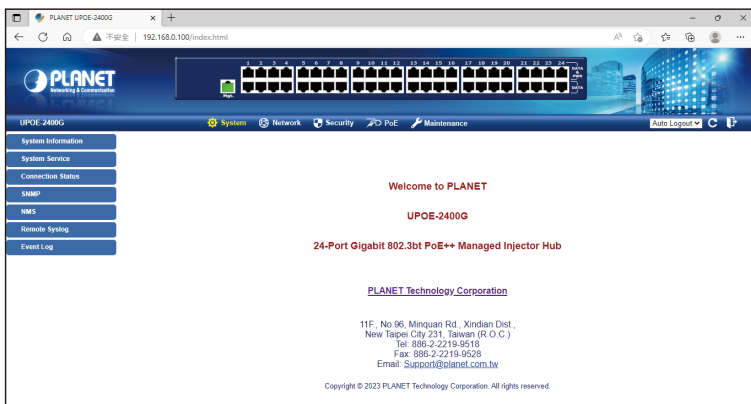 PLANET UPOE-2400G
不安全 192.168.0.100/index.html
1 2 3 4 5 6 7 8 9 10 11 12 13 14 15 16 17 18 19 20 21 22 23 24
DATA & PWR
DATA
Mgt.
PLANET
Networking & Communication
UPOE-2400G System Network Security PoE Maintenance Auto Logout
System Information
System Service
Connection Status
SNMP
NMS
Remote Syslog
Event Log
Welcome to PLANET
UPOE-2400G
24-Port Gigabit 802.3bt PoE++ Managed Injector Hub
PLANET Technology Corporation
11F., No.96, Minquan Rd., Xindian Dist.,
New Taipei City 231, Taiwan (R.O.C.)
Tel: 886-2-2219-9518
Fax: 886-2-2219-9528
Email: Support@planet.com.tw
Copyright © 2023 PLANET Technology Corporation. All rights reserved.